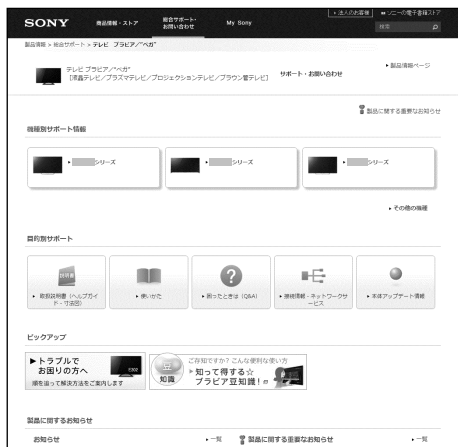 ▸ 法人のお客様 ▸▸ ソニーの電子書籍ストア
SONY 商品情報・ストア 総合サポート・お問い合わせ My Sony 検索
製品情報 > 総合サポート > テレビ ブラビア/"ベガ"
テレビ ブラビア/"ベガ"
[液晶テレビ/プラズマテレビ/プロジェクションテレビ/ブラウン管テレビ]
サポート・お問い合わせ
▸ 製品情報ページ
製品に関する重要なお知らせ
機種別サポート情報
▸ シリーズ ▸ シリーズ ▸ シリーズ
▸ その他の機種
目的別サポート
説明書
▸ 取扱説明書(ヘルプガイド・寸法図)
▸ 使いかた
?
▸ 困ったときは(Q&A)
▸ 接続情報・ネットワークサービス
▸ 本体アップデート情報
ピックアップ
▶トラブルで
お困りの方へ
順を追って解決方法をご案内します
豆
知識
ご存知ですか? こんな便利な使い方
▸ 知って得する☆
ブラビア豆知識!
製品に関するお知らせ
お知らせ ▸ 一覧
製品に関する重要なお知らせ ▸ 一覧